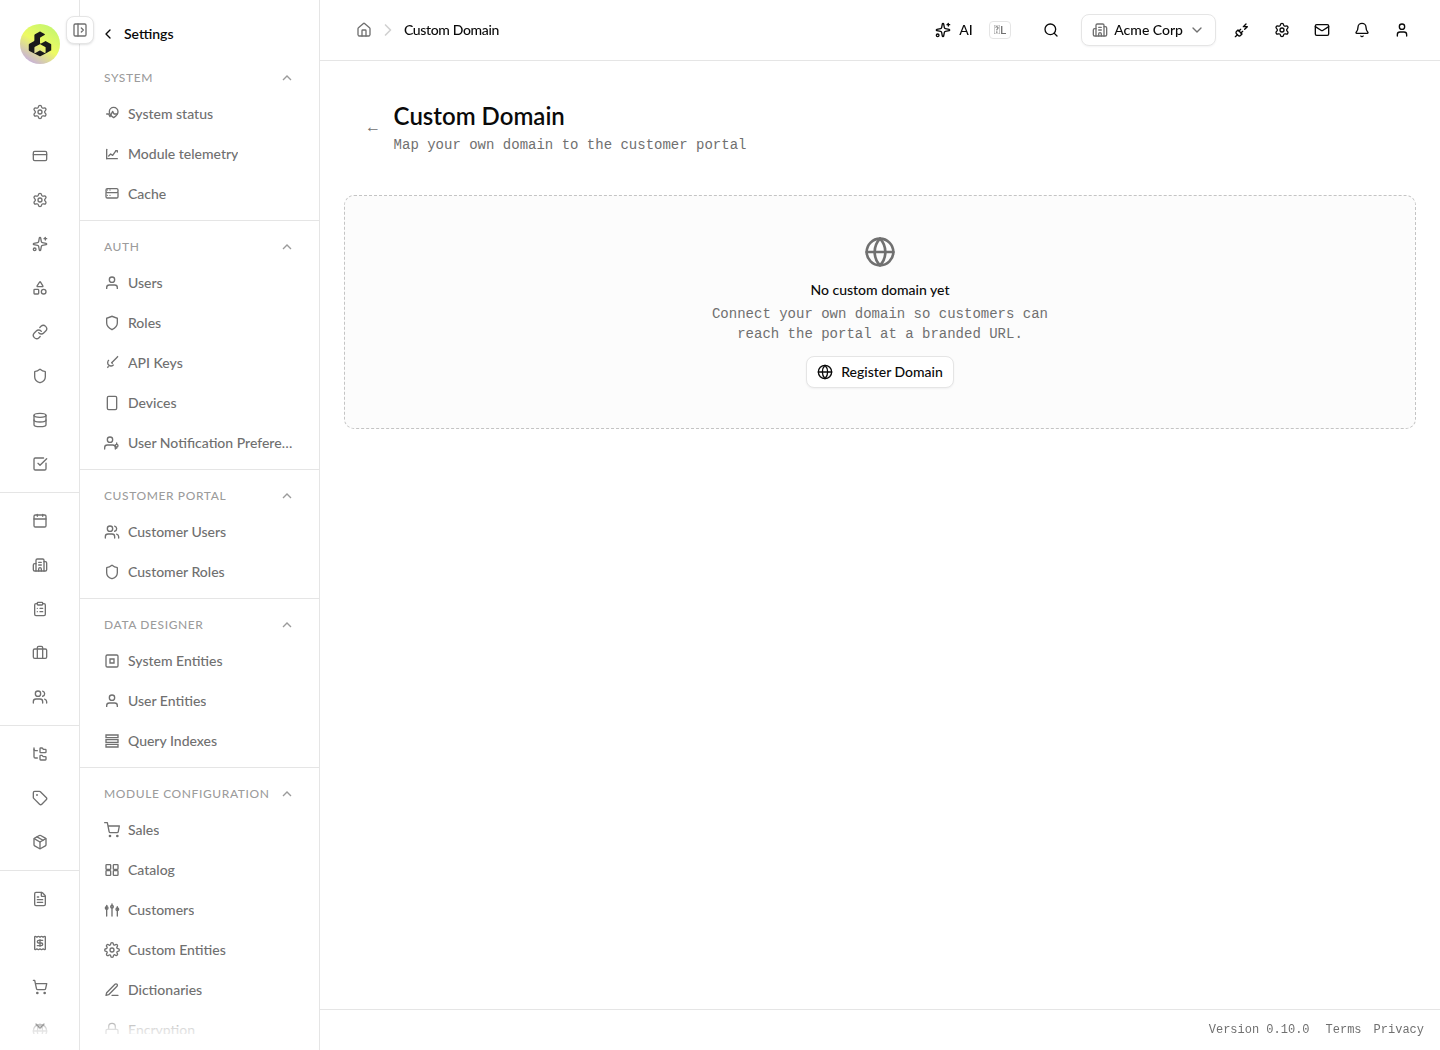 Settings
SYSTEM
System status
Module telemetry
Cache
AUTH
Users
Roles
API Keys
Devices
User Notification Prefere...
CUSTOMER PORTAL
Customer Users
Customer Roles
DATA DESIGNER
System Entities
User Entities
Query Indexes
MODULE CONFIGURATION
Sales
Catalog
Customers
Custom Entities
Dictionaries
Encryption
Custom Domain
AI
L
Acme Corp
Custom Domain
←
Map your own domain to the customer portal
No custom domain yet
Connect your own domain so customers can
reach the portal at a branded URL.
Register Domain
Version 0.10.0 Terms Privacy